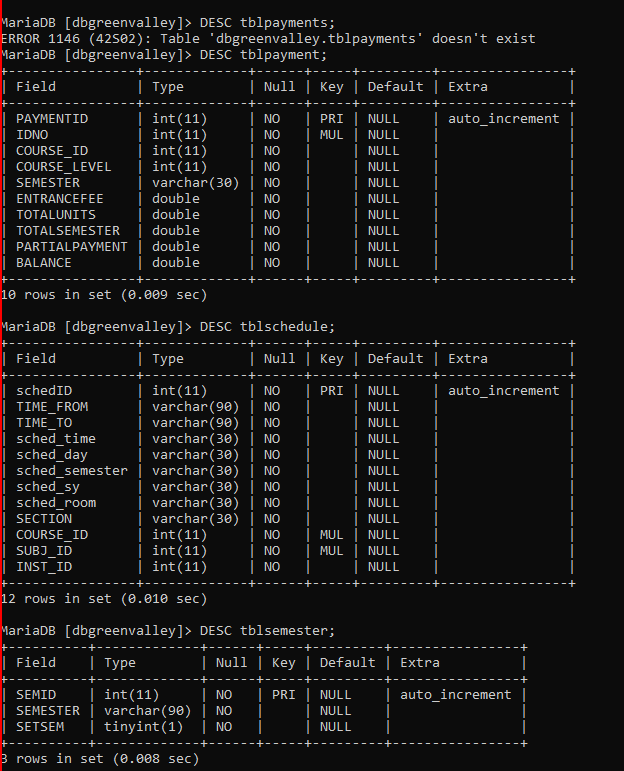 MariaDB [dbgreenvalley]> DESC tblpayments;
ERROR 1146 (42S02): Table 'dbgreenvalley.tblpayments' doesn't exist
MariaDB [dbgreenvalley]> DESC tblpayment;
+----------------+-------------+------+-----+---------+----------------+
| Field          | Type        | Null | Key | Default | Extra          |
+----------------+-------------+------+-----+---------+----------------+
| PAYMENTID      | int(11)     | NO   | PRI | NULL    | auto_increment |
| IDNO           | int(11)     | NO   | MUL | NULL    |                |
| COURSE_ID      | int(11)     | NO   |     | NULL    |                |
| COURSE_LEVEL   | int(11)     | NO   |     | NULL    |                |
| SEMESTER       | varchar(30) | NO   |     | NULL    |                |
| ENTRANCEFEE    | double      | NO   |     | NULL    |                |
| TOTALUNITS     | double      | NO   |     | NULL    |                |
| TOTALSEMESTER  | double      | NO   |     | NULL    |                |
| PARTIALPAYMENT | double      | NO   |     | NULL    |                |
| BALANCE        | double      | NO   |     | NULL    |                |
+----------------+-------------+------+-----+---------+----------------+
10 rows in set (0.009 sec)
MariaDB [dbgreenvalley]> DESC tblschedule;
+----------------+-------------+------+-----+---------+----------------+
| Field          | Type        | Null | Key | Default | Extra          |
+----------------+-------------+------+-----+---------+----------------+
| schedID        | int(11)     | NO   | PRI | NULL    | auto_increment |
| TIME_FROM      | varchar(90) | NO   |     | NULL    |                |
| TIME_TO        | varchar(90) | NO   |     | NULL    |                |
| sched_time     | varchar(30) | NO   |     | NULL    |                |
| sched_day      | varchar(30) | NO   |     | NULL    |                |
| sched_semester | varchar(30) | NO   |     | NULL    |                |
| sched_sy       | varchar(30) | NO   |     | NULL    |                |
| sched_room     | varchar(30) | NO   |     | NULL    |                |
| SECTION        | varchar(30) | NO   |     | NULL    |                |
| COURSE_ID      | int(11)     | NO   | MUL | NULL    |                |
| SUBJ_ID        | int(11)     | NO   | MUL | NULL    |                |
| INST_ID        | int(11)     | NO   |     | NULL    |                |
+----------------+-------------+------+-----+---------+----------------+
12 rows in set (0.010 sec)
MariaDB [dbgreenvalley]> DESC tblsemester;
+----------+-------------+------+-----+---------+----------------+
| Field    | Type        | Null | Key | Default | Extra          |
+----------+-------------+------+-----+---------+----------------+
| SEMID    | int(11)     | NO   | PRI | NULL    | auto_increment |
| SEMESTER | varchar(90) | NO   |     | NULL    |                |
| SETSEM   | tinyint(1)  | NO   |     | NULL    |                |
+----------+-------------+------+-----+---------+----------------+
3 rows in set (0.008 sec)